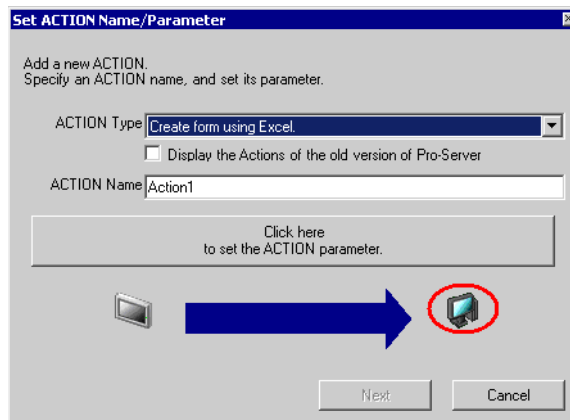 Set ACTION Name/Parameter
Add a new ACTION.
Specify an ACTION name, and set its parameter.
ACTION Type Create form using Excel.
Display the Actions of the old version of Pro-Server
ACTION Name Action1
Click here
to set the ACTION parameter.
Next Cancel